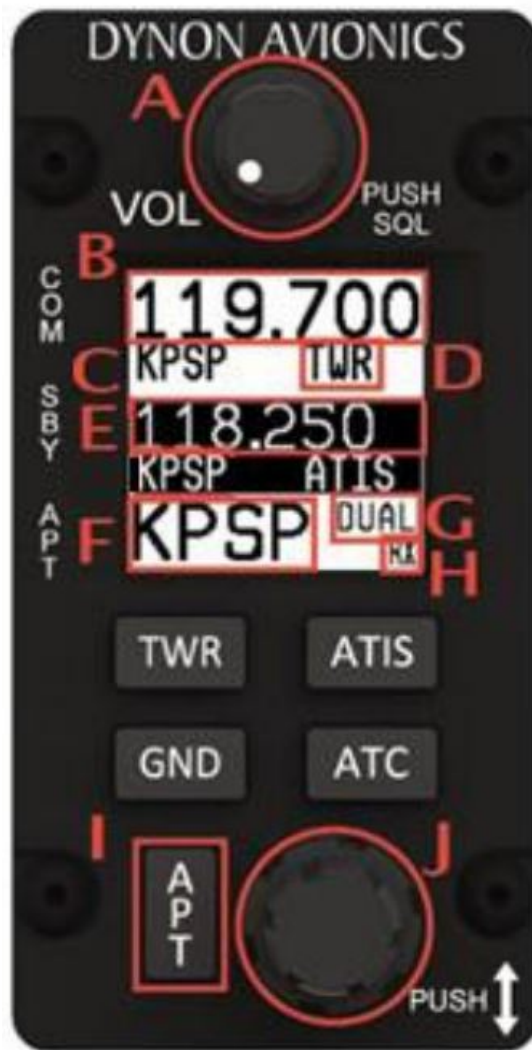 DYNON AVIONICS
A
VOL
PUSH
SQL
B
COM
119.700
C
KPSP TWR
D
SBY
E
118.250
KPSP ATIS
APT
F
KPSP
DUAL
G
RX
H
TWR ATIS
GND ATC
I
APT
J
PUSH